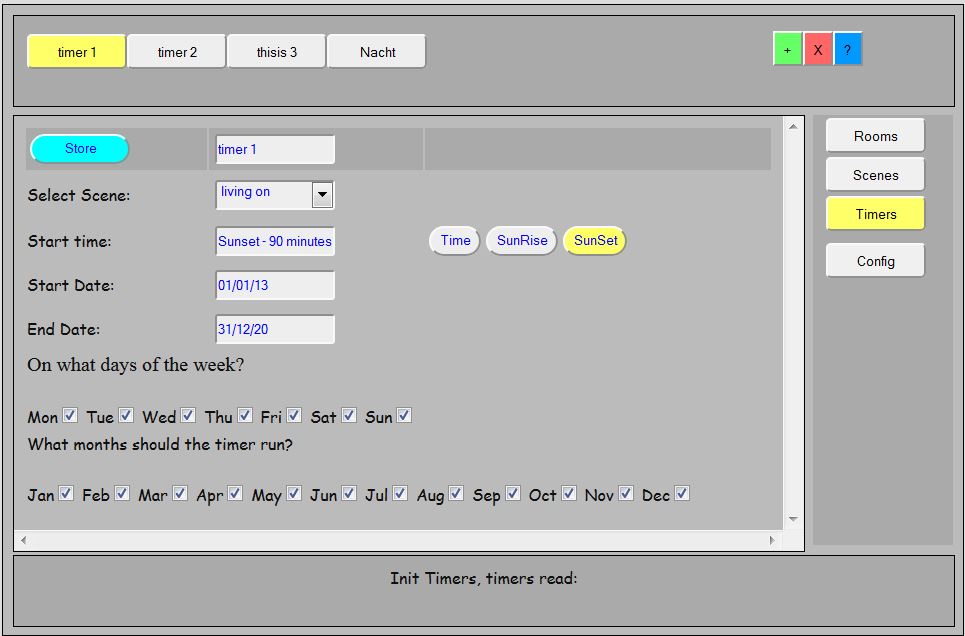 timer 1 timer 2 thisis 3 Nacht + X ?
Store timer 1
Select Scene: living on
Start time: Sunset - 90 minutes Time SunRise SunSet
Start Date: 01/01/13
End Date: 31/12/20
On what days of the week?
Mon Tue Wed Thu Fri Sat Sun
What months should the timer run?
Jan Feb Mar Apr May Jun Jul Aug Sep Oct Nov Dec
Rooms
Scenes
Timers
Config
Init Timers, timers read: